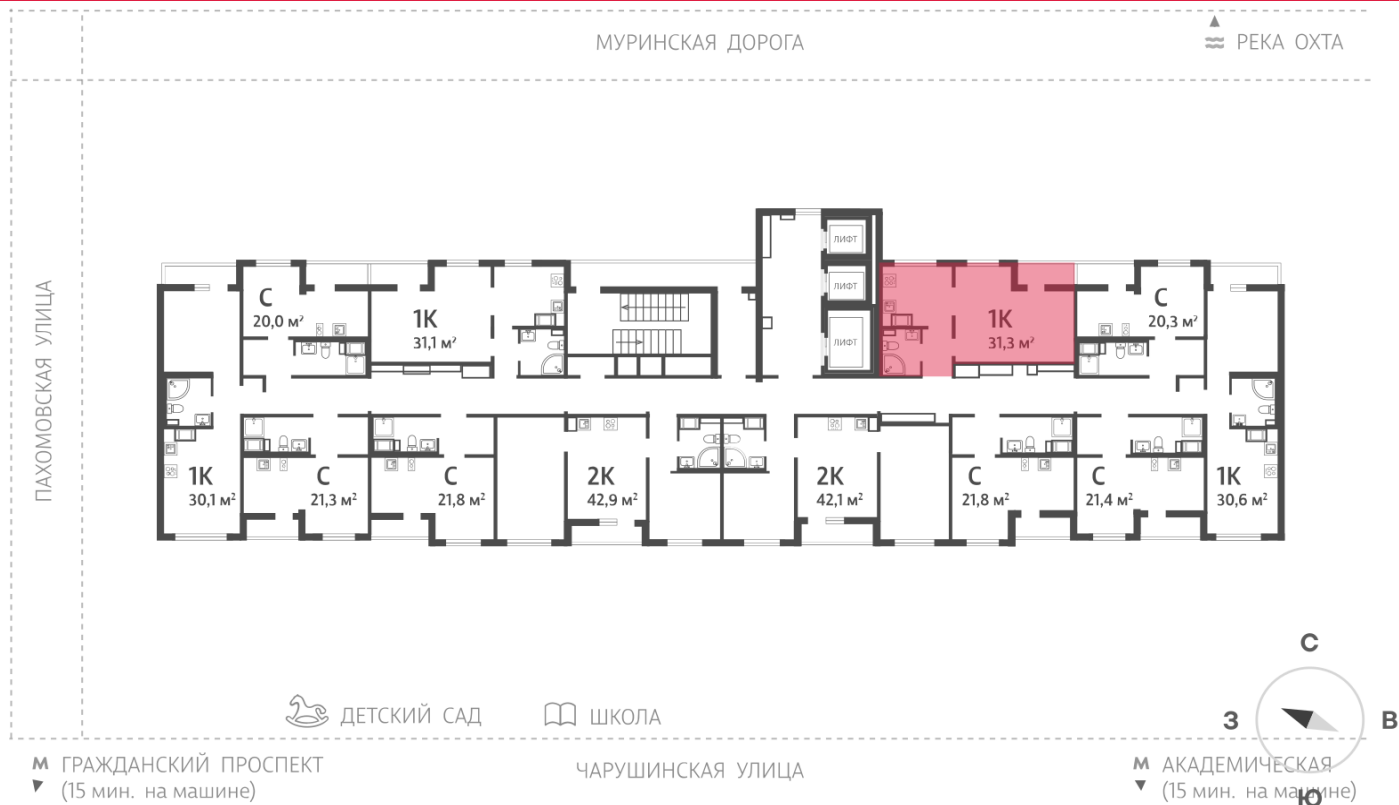 МУРИНСКАЯ ДОРОГА
РЕКА ОХТА
ПАХОМОВСКАЯ УЛИЦА
ЛИФТ
ЛИФТ
ЛИФТ
С
20,0 м²
1К
31,1 м²
1К
31,3 м²
С
20,3 м²
1К
30,1 м²
С
21,3 м²
С
21,8 м²
2К
42,9 м²
2К
42,1 м²
С
21,8 м²
С
21,4 м²
1К
30,6 м²
ДЕТСКИЙ САД
ШКОЛА
С
З
В
Ю
М ГРАЖДАНСКИЙ ПРОСПЕКТ
(15 мин. на машине)
ЧАРУШИНСКАЯ УЛИЦА
М АКАДЕМИЧЕСКАЯ
(15 мин. на машине)